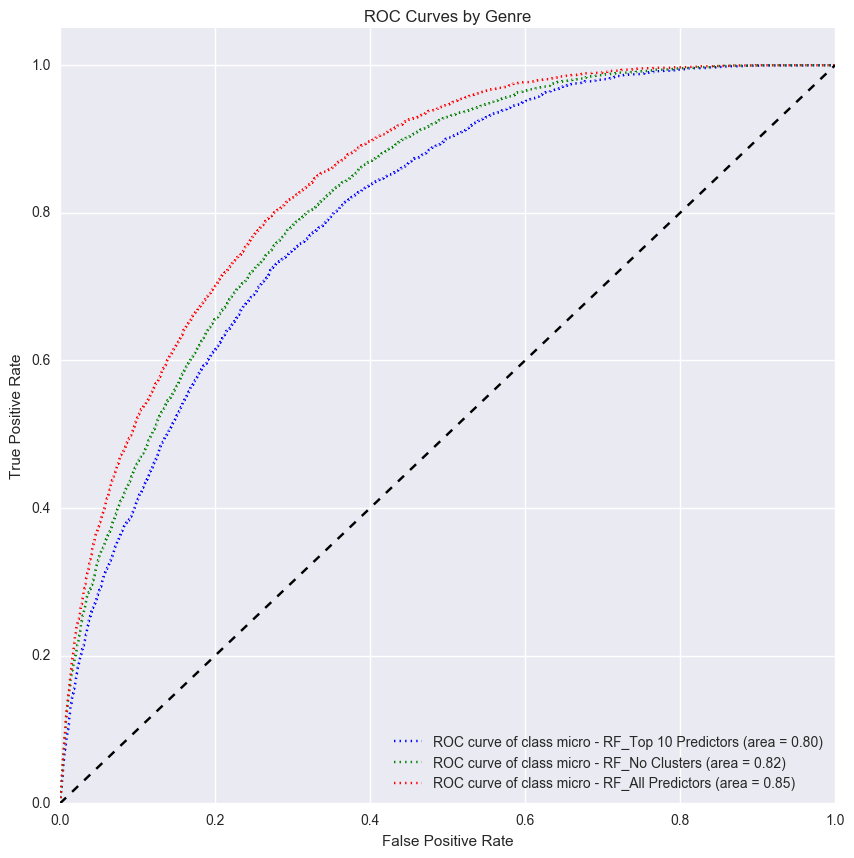 ROC Curves by Genre
1.0
0.8
0.6
0.4
0.2
0.0
True Positive Rate
ROC curve of class micro - RF_Top 10 Predictors (area = 0.80)
ROC curve of class micro - RF_No Clusters (area = 0.82)
ROC curve of class micro - RF_All Predictors (area = 0.85)
0.0 0.2 0.4 0.6 0.8 1.0
False Positive Rate